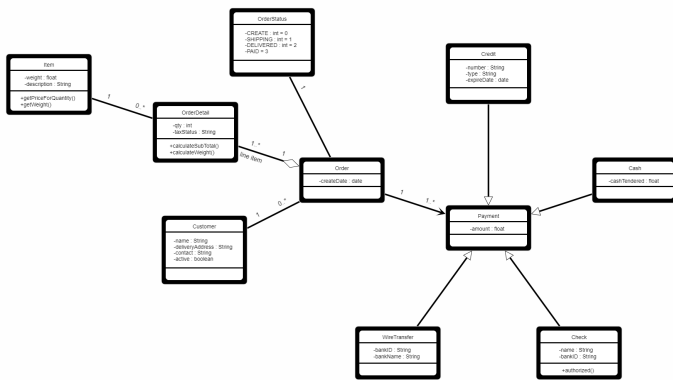 OrderStatus
-CREATE : int = 0
-SHIPPING : int = 1
-DELIVERED : int = 2
-PAID = 3
Item
-weight : float
-description : String
+getPriceForQuantity()
+getWeight()
1
0..*
OrderDetail
-qty : int
-taxStatus : String
+calculateSubTotal()
+calculateWeight()
1..*
line item
1
Order
-createDate : date
Credit
-number : String
-type : String
-expireDate : date
Cash
-cashTendered : float
1
1..*
Payment
-amount : float
0..*
1
Customer
-name : String
-deliveryAddress : String
-contact : String
-active : boolean
WireTransfer
-bankID : String
-bankName : String
Check
-name : String
-bankID : String
+authorized()